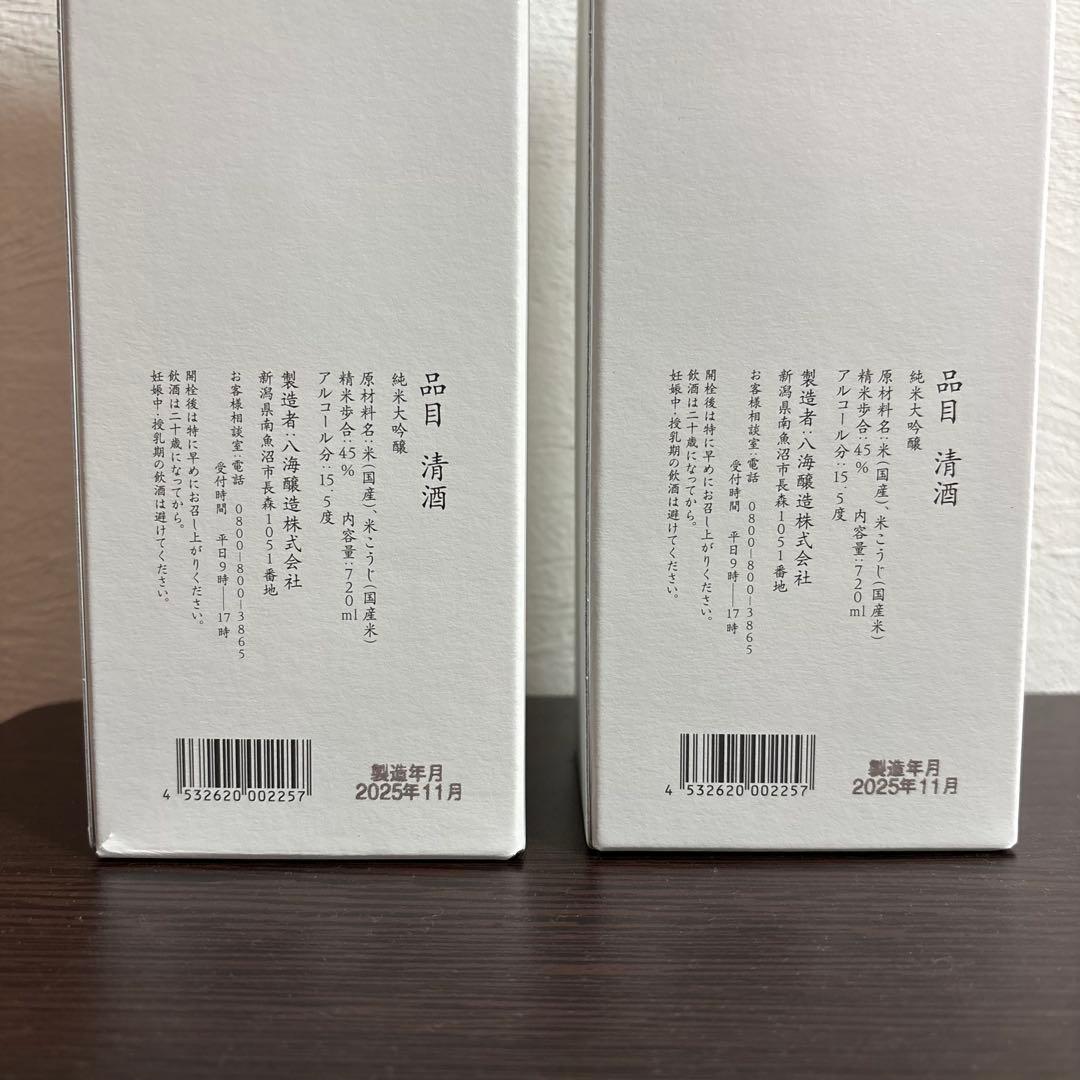 品目 清酒
純米大吟醸
原材料名:米(国産)、米こうじ(国産米)
精米歩合:45% 内容量:720ml
アルコール分:15.5度
製造者:八海醸造株式会社
新潟県南魚沼市長森1051番地
お客様相談室:電話 0800-800-3865
受付時間 平日9時―17時
開栓後は特に早めにお召し上がりください。
飲酒は二十歳になってから。
妊娠中・授乳期の飲酒は避けてください。
4 532620 002257
製造年月
2025年11月
品目 清酒
純米大吟醸
原材料名:米(国産)、米こうじ(国産米)
精米歩合:45% 内容量:720ml
アルコール分:15.5度
製造者:八海醸造株式会社
新潟県南魚沼市長森1051番地
お客様相談室:電話 0800-800-3865
受付時間 平日9時―17時
開栓後は特に早めにお召し上がりください。
飲酒は二十歳になってから。
妊娠中・授乳期の飲酒は避けてください。
4 532620 002257
製造年月
2025年11月